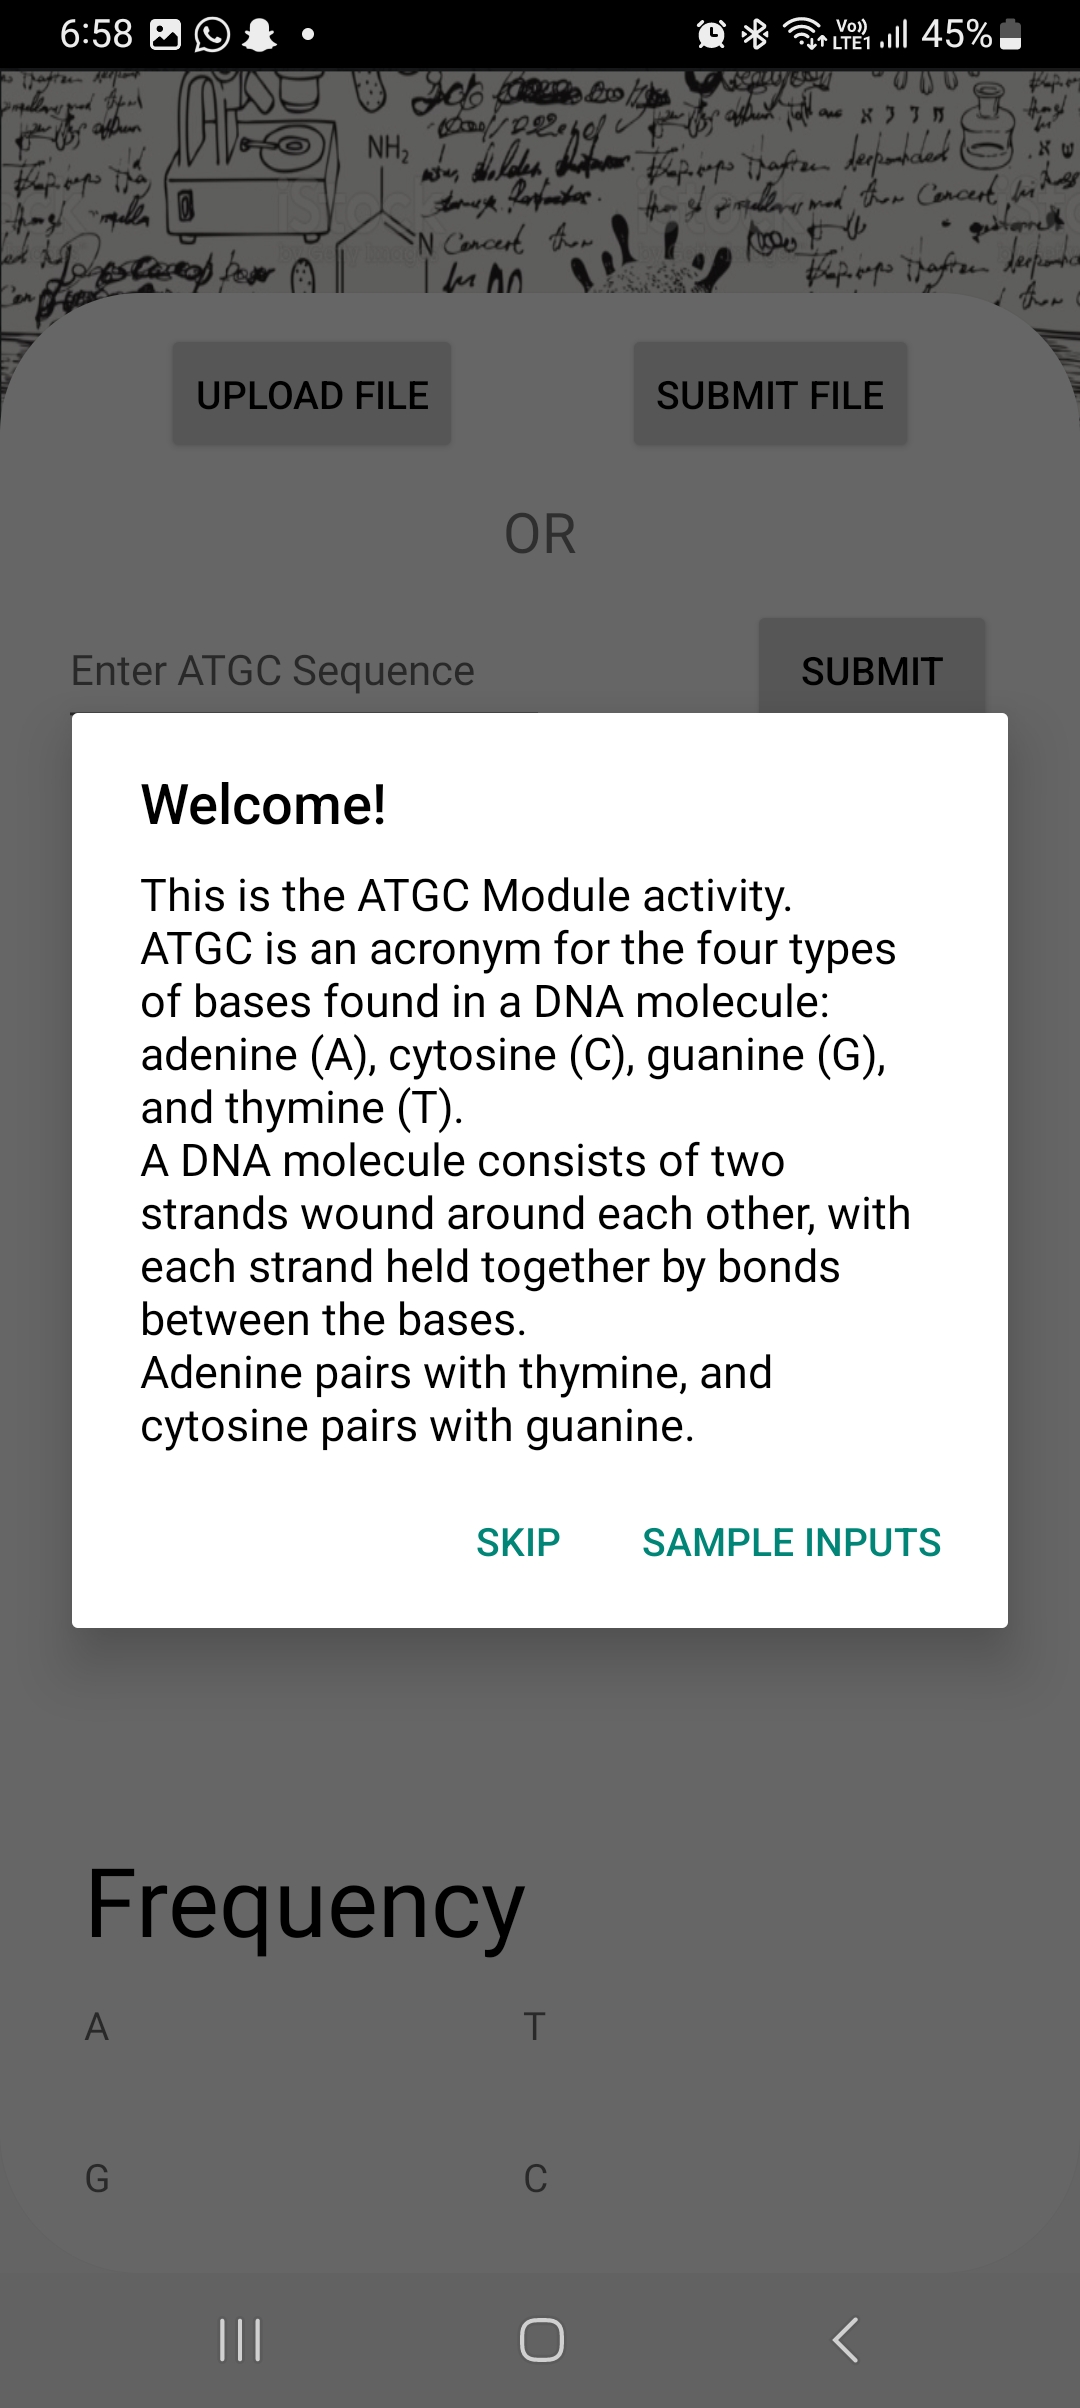 6:58 Vo)) LTE1 45%
NH2
N Concert
UPLOAD FILE SUBMIT FILE
OR
Enter ATGC Sequence SUBMIT
Welcome!
This is the ATGC Module activity.
ATGC is an acronym for the four types
of bases found in a DNA molecule:
adenine (A), cytosine (C), guanine (G),
and thymine (T).
A DNA molecule consists of two
strands wound around each other, with
each strand held together by bonds
between the bases.
Adenine pairs with thymine, and
cytosine pairs with guanine.
SKIP SAMPLE INPUTS
Frequency
A T
G C